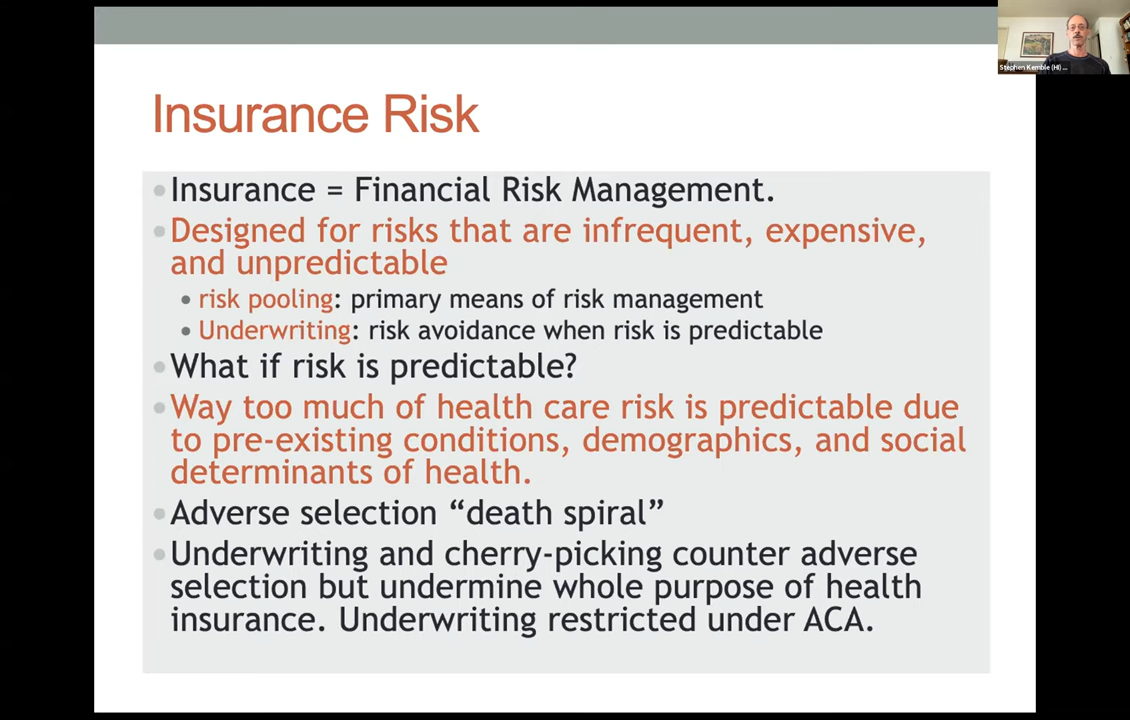 Stephen Kemble (HI) ...
Insurance Risk
Insurance = Financial Risk Management.
Designed for risks that are infrequent, expensive,
and unpredictable
risk pooling: primary means of risk management
Underwriting: risk avoidance when risk is predictable
What if risk is predictable?
Way too much of health care risk is predictable due
to pre-existing conditions, demographics, and social
determinants of health.
Adverse selection “death spiral”
Underwriting and cherry-picking counter adverse
selection but undermine whole purpose of health
insurance. Underwriting restricted under ACA.